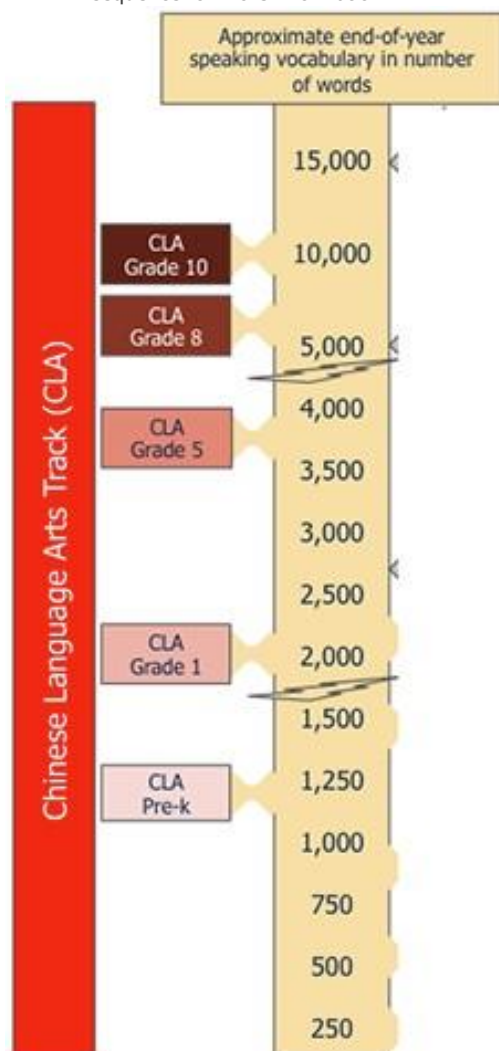 Approximate end-of-year
speaking vocabulary in number
of words
15,000
CLA
Grade 10
10,000
CLA
Grade 8
5,000
4,000
CLA
Grade 5
3,500
3,000
2,500
CLA
Grade 1
2,000
1,500
CLA
Pre-k
1,250
1,000
750
500
250
Chinese Language Arts Track (CLA)